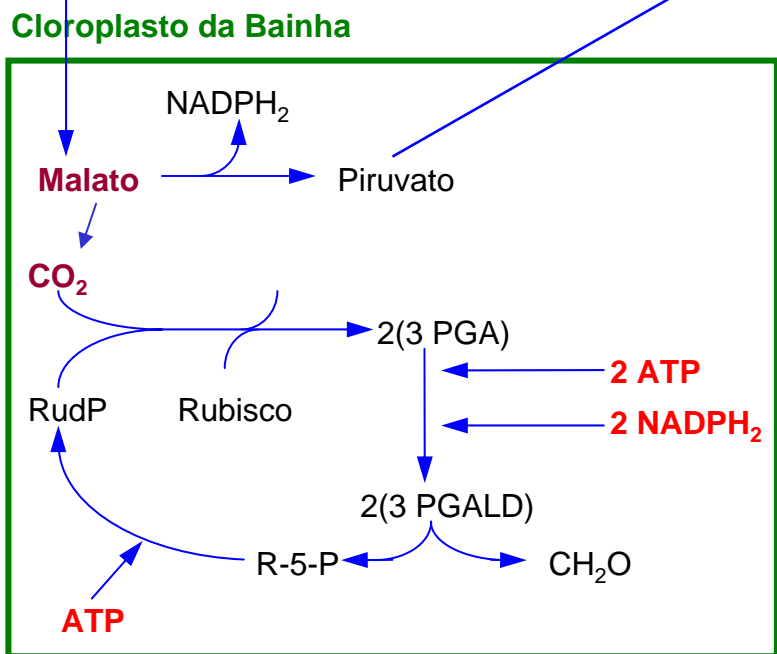 Cloroplasto da Bainha
NADPH₂
Malato
Piruvato
CO₂
2(3 PGA)
2 ATP
RudP
Rubisco
2 NADPH₂
2(3 PGALD)
R-5-P
CH₂O
ATP